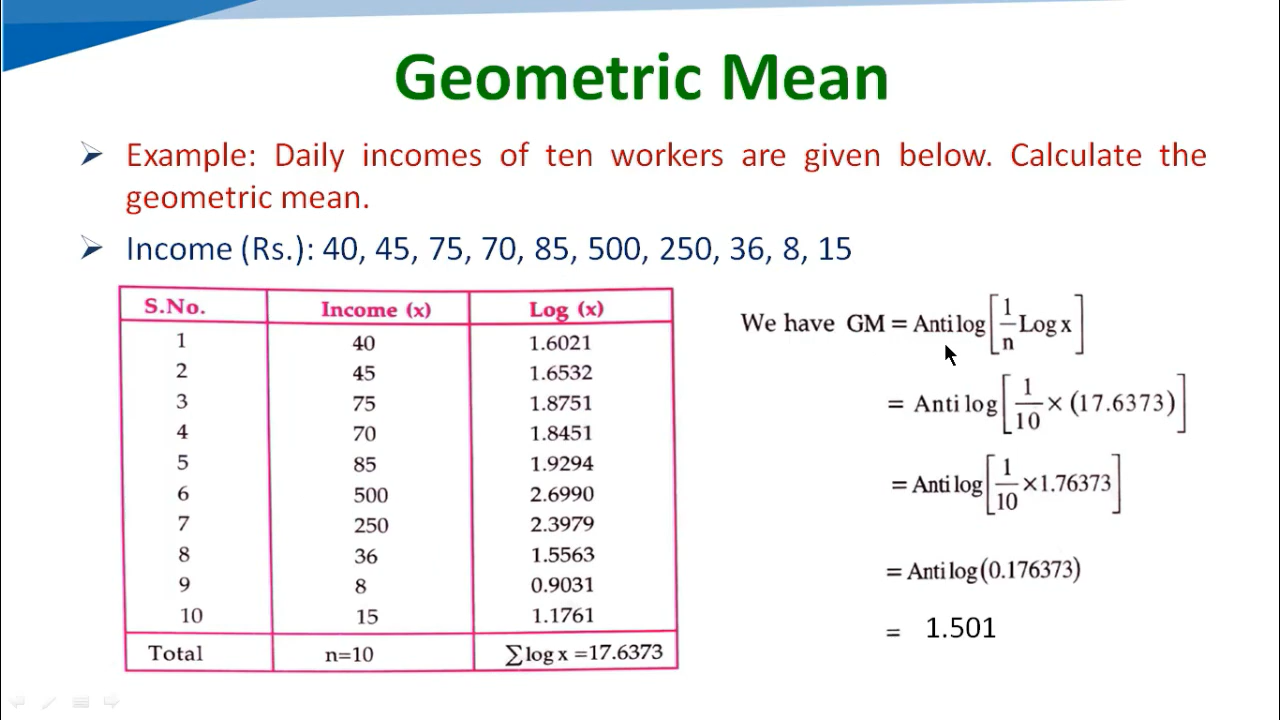 Geometric Mean
Example: Daily incomes of ten workers are given below. Calculate the
geometric mean.
Income (Rs.): 40, 45, 75, 70, 85, 500, 250, 36, 8, 15
S.No. Income (x) Log (x)
1 40 1.6021
2 45 1.6532
3 75 1.8751
4 70 1.8451
5 85 1.9294
6 500 2.6990
7 250 2.3979
8 36 1.5563
9 8 0.9031
10 15 1.1761
Total n=10 ∑log x =17.6373
We have GM = Anti log [1/n Log x]
= Anti log [1/10 × (17.6373)]
= Anti log [1/10 ×1.76373]
= Anti log (0.176373)
= 1.501